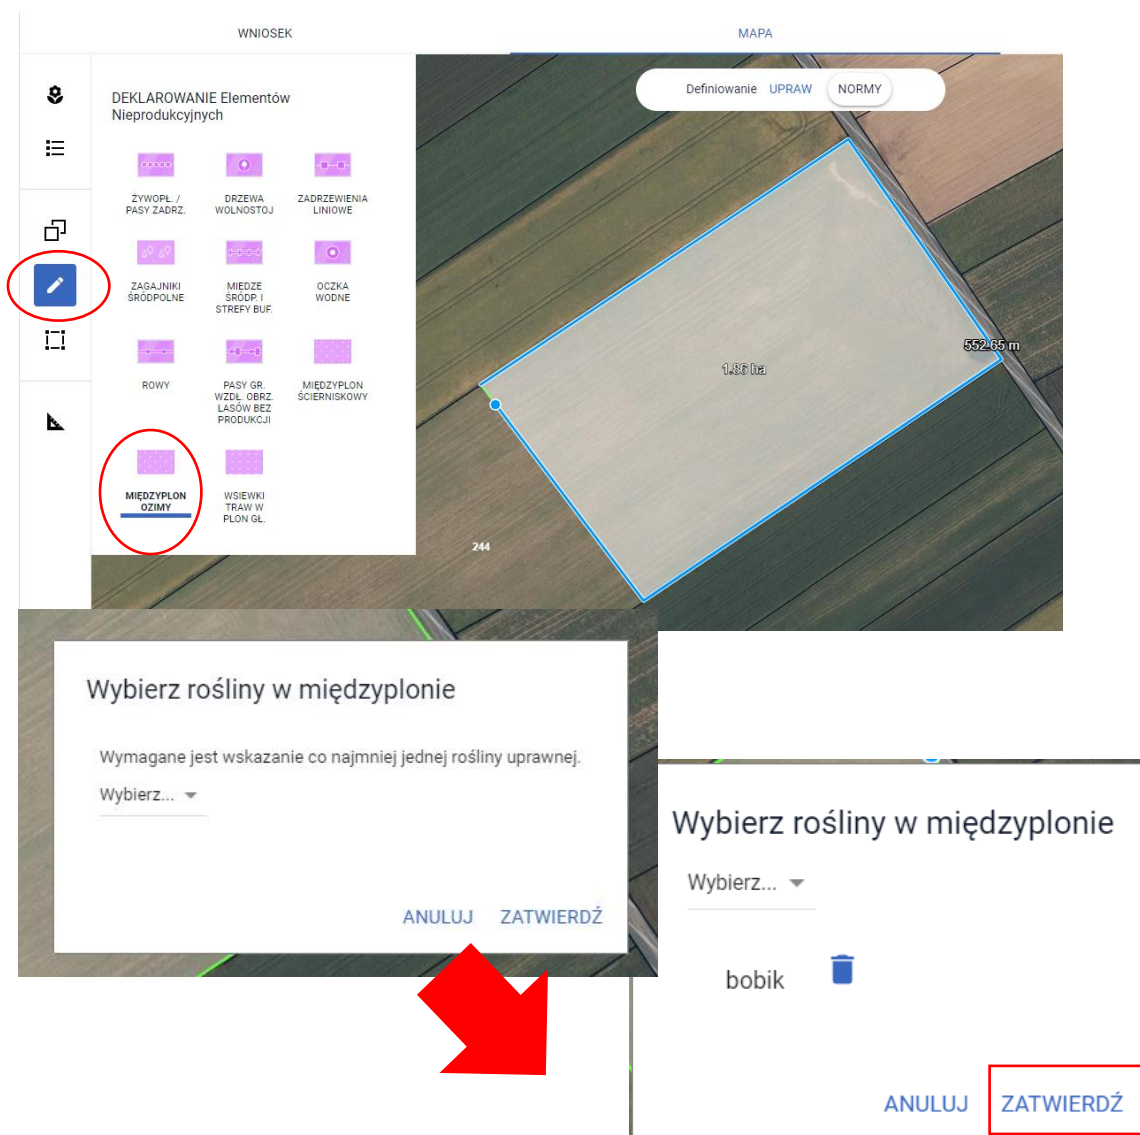 WNIOSEK
MAPA
DEKLAROWANIE Elementów
Nieprodukcyjnych
Definiowanie UPRAW NORMY
ŻYWOPŁ. /
PASY ZADRZ.
DRZEWA
WOLNOSTOJ
ZADRZEWIENIA
LINIOWE
ZAGAJNIKI
ŚRÓDPOLNE
MIEDZE
ŚRÓDP. I
STREFY BUF.
OCZKA
WODNE
ROWY
PASY GR.
WZDŁ. OBRZ.
LASÓW BEZ
PRODUKCJI
MIĘDZYPLON
ŚCIERNISKOWY
MIĘDZYPLON
OZIMY
WSIEWKI
TRAW W
PLON GŁ.
552.65 m
1.86 ha
244
Wybierz rośliny w międzyplonie
Wymagane jest wskazanie co najmniej jednej rośliny uprawnej.
Wybierz...
ANULUJ ZATWIERDŹ
Wybierz rośliny w międzyplonie
Wybierz...
bobik
ANULUJ ZATWIERDŹ